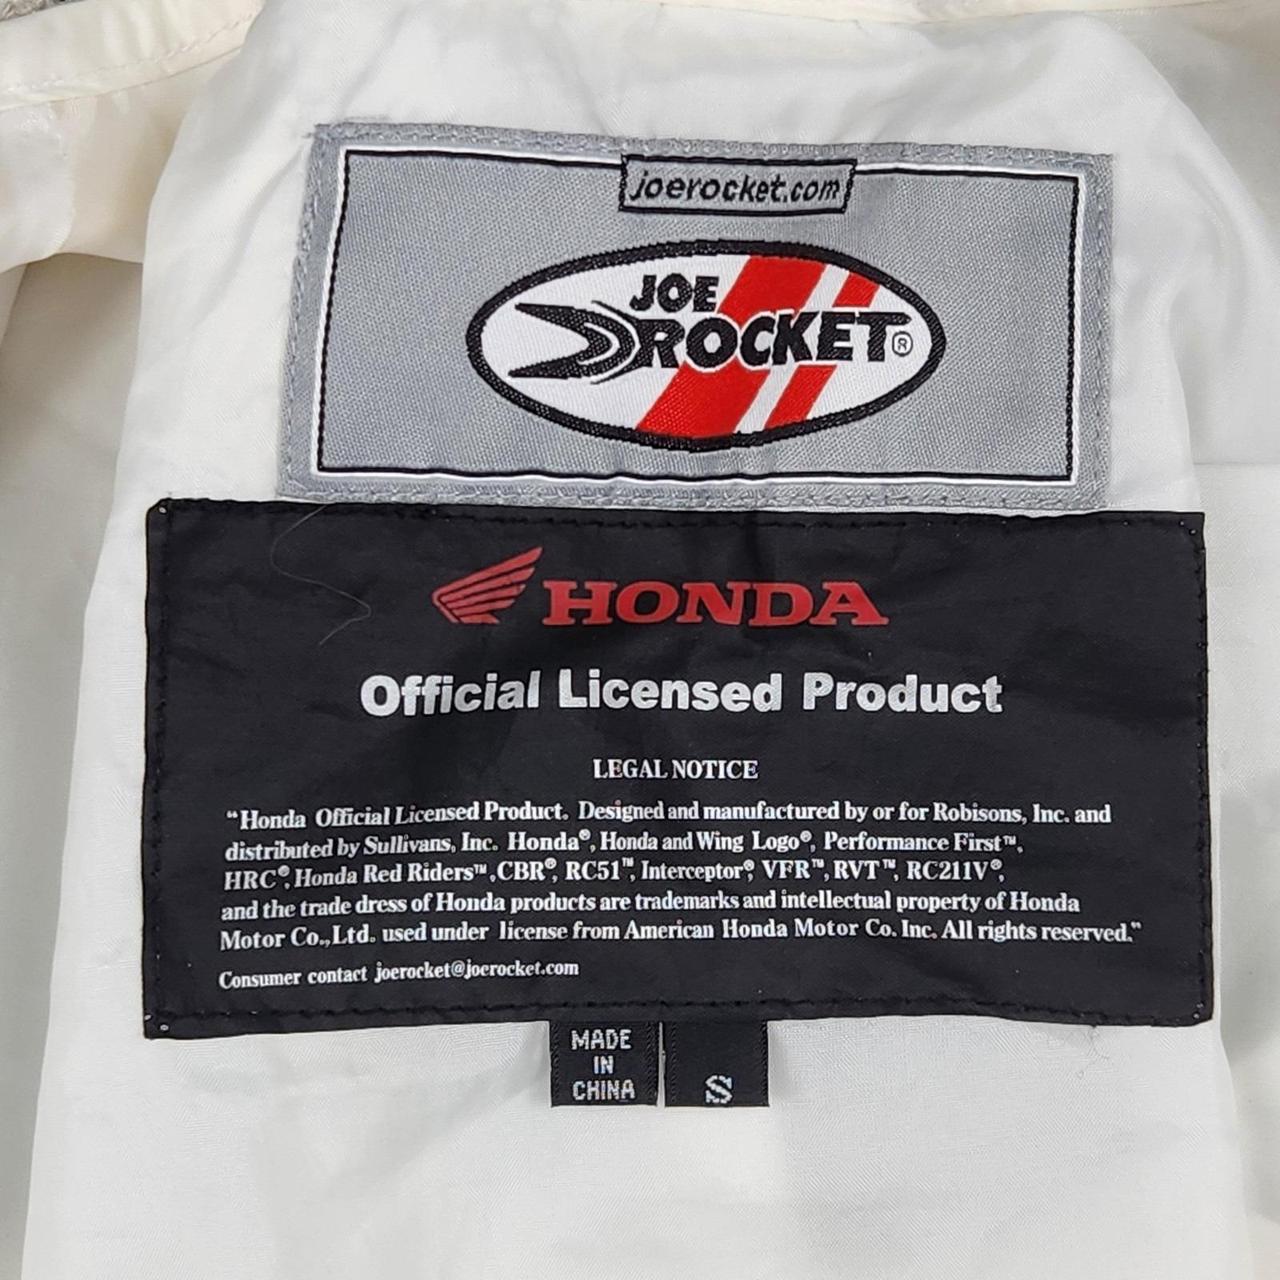 joerocket.com
JOE
ROCKET®
HONDA
Official Licensed Product
LEGAL NOTICE
“Honda Official Licensed Product. Designed and manufactured by or for Robisons, Inc. and
distributed by Sullivans, Inc. Honda®, Honda and Wing Logo®, Performance First™,
HRC®, Honda Red Riders™, CBR®, RC51™, Interceptor®, VFR™, RVT™, RC211V®,
and the trade dress of Honda products are trademarks and intellectual property of Honda
Motor Co., Ltd. used under license from American Honda Motor Co. Inc. All rights reserved.”
Consumer contact joerocket@joerocket.com
MADE
IN
CHINA
S